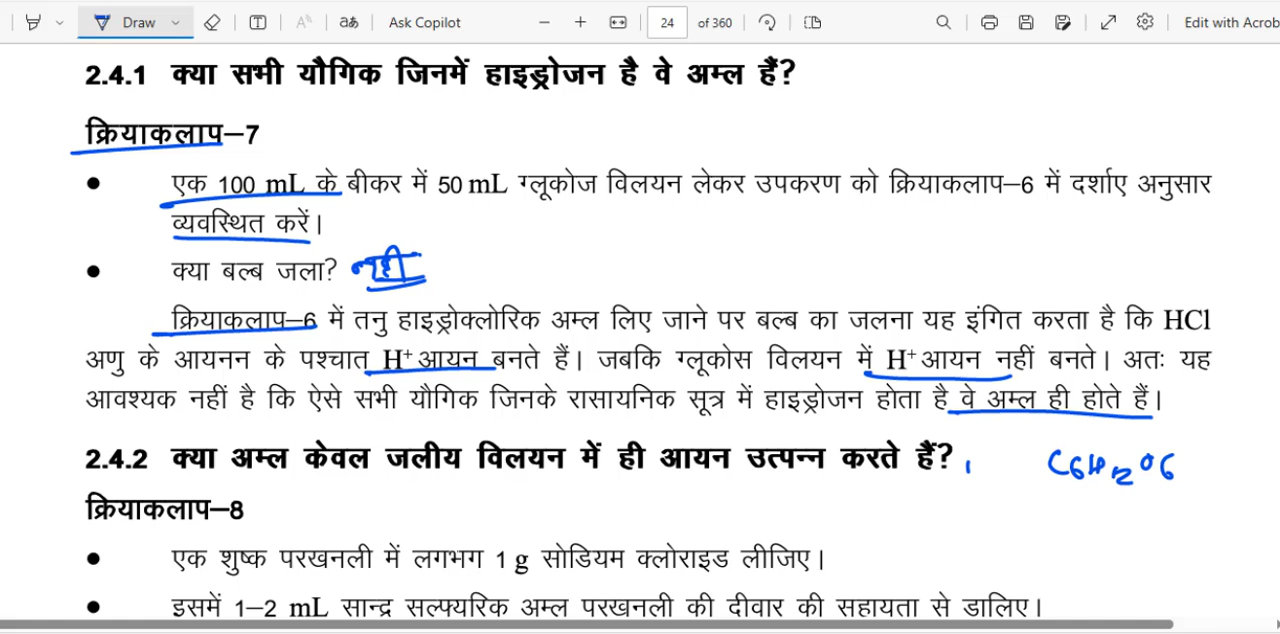 Draw aあ Ask Copilot 24 of 360 Edit with Acrob
2.4.1 क्या सभी यौगिक जिनमें हाइड्रोजन है वे अम्ल हैं?
क्रियाकलाप–7
● एक 100 mL के बीकर में 50 mL ग्लूकोज विलयन लेकर उपकरण को क्रियाकलाप–6 में दर्शाए अनुसार
व्यवस्थित करें।
● क्या बल्ब जला? नही
क्रियाकलाप–6 में तनु हाइड्रोक्लोरिक अम्ल लिए जाने पर बल्ब का जलना यह इंगित करता है कि HCl
अणु के आयनन के पश्चात H⁺ आयन बनते हैं। जबकि ग्लूकोस विलयन में H⁺ आयन नहीं बनते। अतः यह
आवश्यक नहीं है कि ऐसे सभी यौगिक जिनके रासायनिक सूत्र में हाइड्रोजन होता है वे अम्ल ही होते हैं।
2.4.2 क्या अम्ल केवल जलीय विलयन में ही आयन उत्पन्न करते हैं? C6H12O6
क्रियाकलाप–8
● एक शुष्क परखनली में लगभग 1 g सोडियम क्लोराइड लीजिए।
● इसमें 1–2 mL सान्द्र सल्फ्यूरिक अम्ल परखनली की दीवार की सहायता से डालिए।